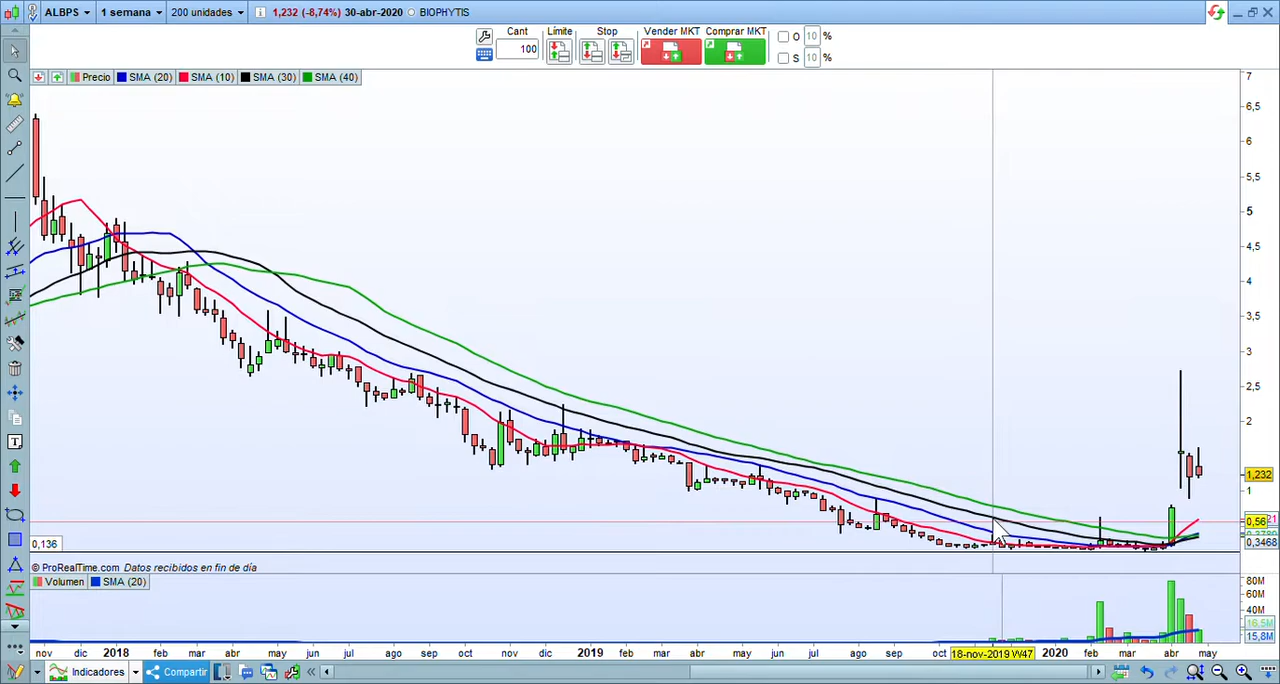 ALBPS 1 semana 200 unidades 1,232 (-8,74%) 30-abr-2020 BIOPHYTIS
Cant Límite Stop Vender MKT Comprar MKT
100
O 10 %
S 10 %
Precio SMA (20) SMA (10) SMA (30) SMA (40)
7
6,5
6
5,5
5
4,5
4
3,5
3
2,5
2
1,232
1
0,56
0,3468
0,136
© ProRealTime.com Datos recibidos en fin de día
Volumen SMA (20)
80M
60M
40M
16,5M
15,8M
nov dic 2018 feb abr mar abr may jun jul ago sep oct nov dic 2019 feb mar abr may jun jul ago sep oct 18-nov-2019 W47 2020 feb mar abr may
Indicadores Compartir